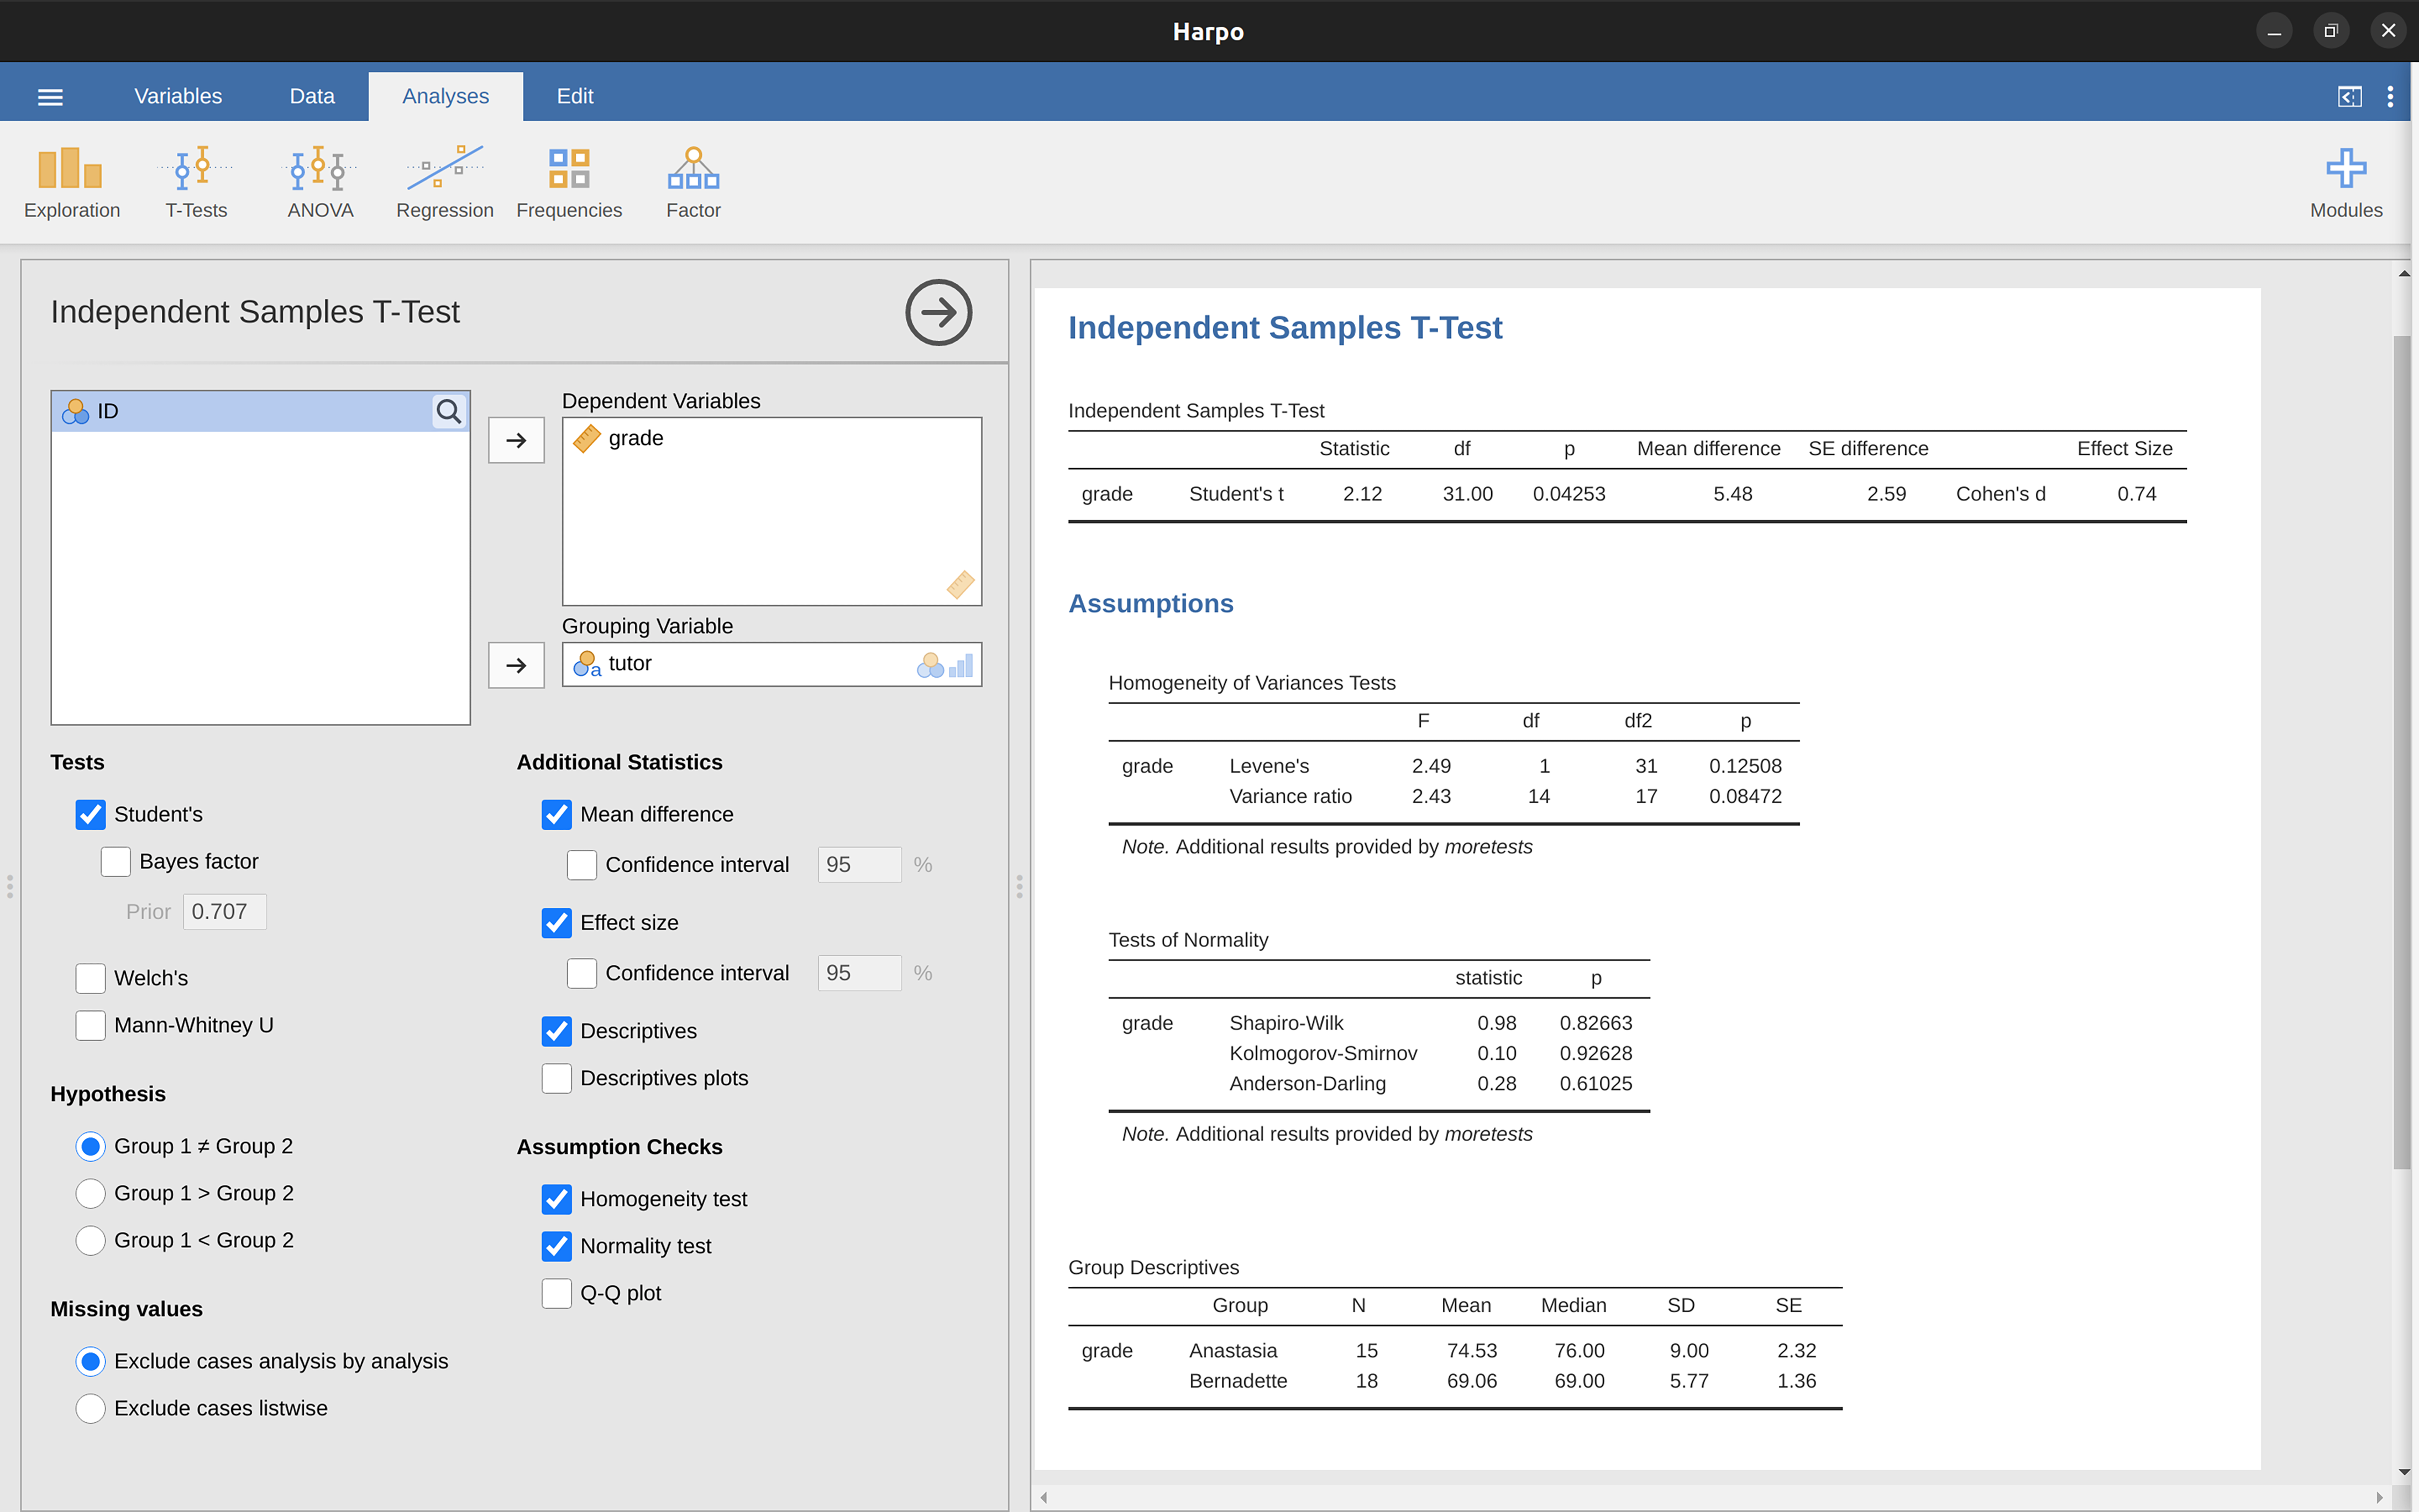 Harpo
Variables Data Analyses Edit
Exploration T-Tests ANOVA Regression Frequencies Factor Modules
Independent Samples T-Test
ID
Dependent Variables
grade
Grouping Variable
a tutor
Tests
Student's
Bayes factor
Prior 0.707
Welch's
Mann-Whitney U
Hypothesis
Group 1 ≠ Group 2
Group 1 > Group 2
Group 1 < Group 2
Missing values
Exclude cases analysis by analysis
Exclude cases listwise
Additional Statistics
Mean difference
Confidence interval 95 %
Effect size
Confidence interval 95 %
Descriptives
Descriptives plots
Assumption Checks
Homogeneity test
Normality test
Q-Q plot
Independent Samples T-Test
Independent Samples T-Test
Statistic df p Mean difference SE difference Effect Size
grade Student's t 2.12 31.00 0.04253 5.48 2.59 Cohen's d 0.74
Assumptions
Homogeneity of Variances Tests
F df df2 p
grade Levene's 2.49 1 31 0.12508
Variance ratio 2.43 14 17 0.08472
Note. Additional results provided by moretests
Tests of Normality
statistic p
grade Shapiro-Wilk 0.98 0.82663
Kolmogorov-Smirnov 0.10 0.92628
Anderson-Darling 0.28 0.61025
Note. Additional results provided by moretests
Group Descriptives
Group N Mean Median SD SE
grade Anastasia 15 74.53 76.00 9.00 2.32
Bernadette 18 69.06 69.00 5.77 1.36